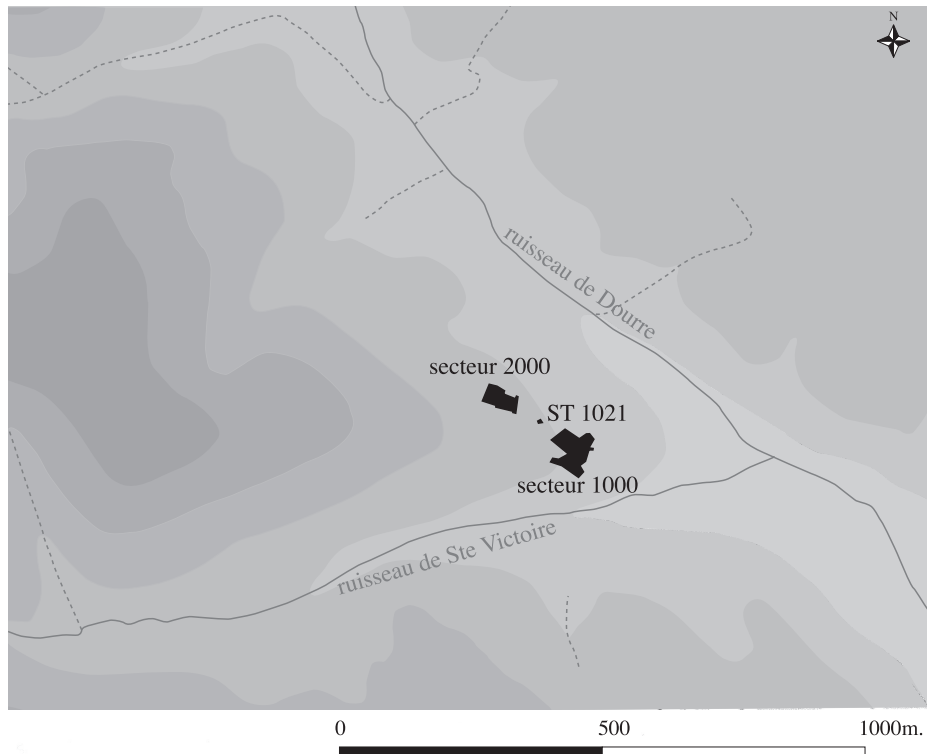 N
ruisseau de Dourre
secteur 2000
ST 1021
secteur 1000
ruisseau de Ste Victoire
0 500 1000m.